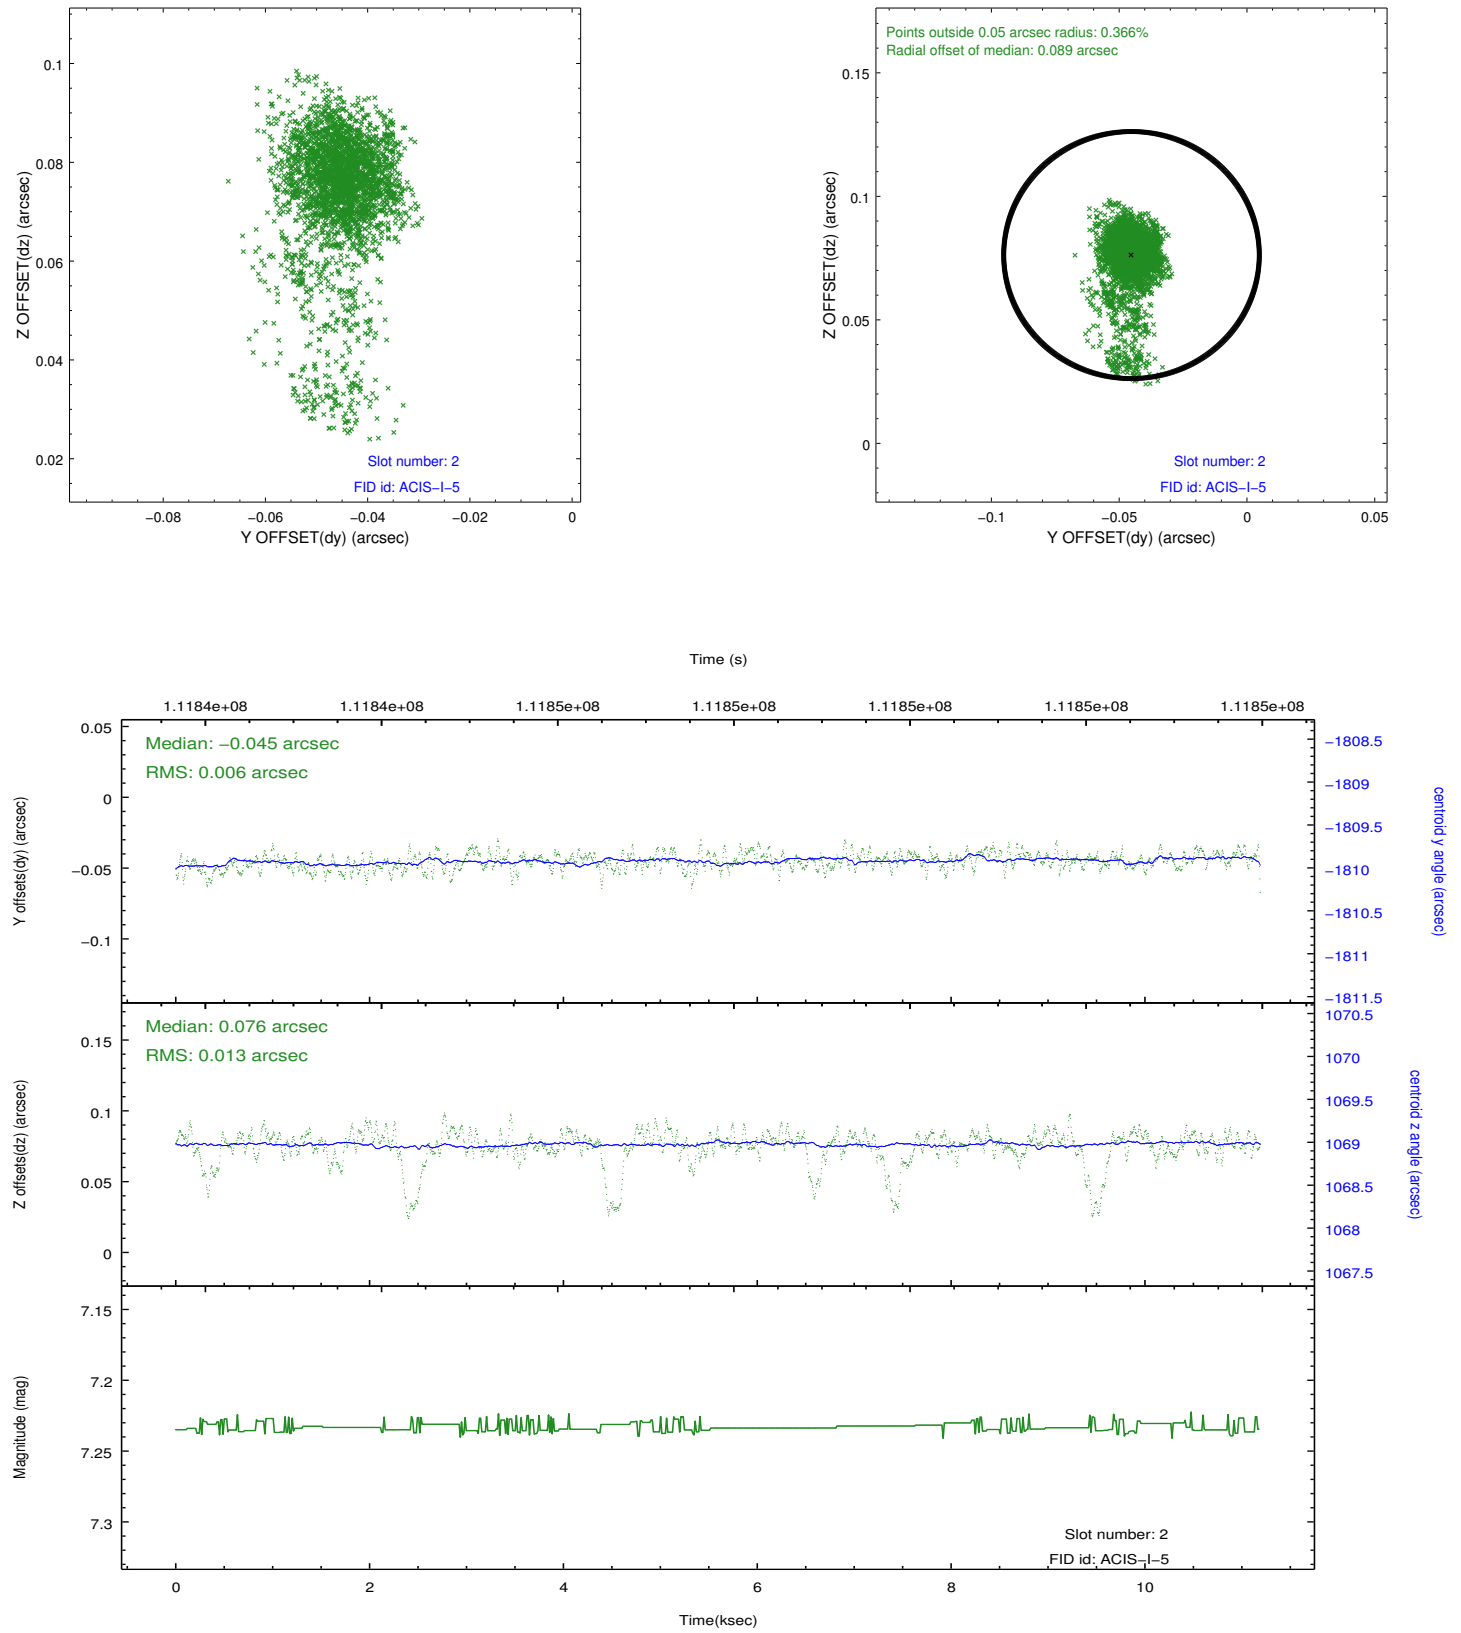 0.1
0.08
0.06
0.04
0.02
Z OFFSET(dz) (arcsec)
Slot number: 2
FID id: ACIS−I−5
−0.08
−0.06
−0.04
−0.02
0
Y OFFSET(dy) (arcsec)
Points outside 0.05 arcsec radius: 0.366%
Radial offset of median: 0.089 arcsec
0.15
0.1
0.05
0
Z OFFSET(dz) (arcsec)
Slot number: 2
FID id: ACIS−I−5
−0.1
−0.05
0
0.05
Y OFFSET(dy) (arcsec)
Time (s)
1.1184e+08
1.1184e+08
1.1185e+08
1.1185e+08
1.1185e+08
1.1185e+08
1.1185e+08
Median: −0.045 arcsec
RMS: 0.006 arcsec
0.05
0
−0.05
−0.1
Y offsets(dy) (arcsec)
−1808.5
−1809
−1809.5
−1810
−1810.5
−1811
−1811.5
centroid y angle (arcsec)
Median: 0.076 arcsec
RMS: 0.013 arcsec
0.15
0.1
0.05
0
Z offsets(dz) (arcsec)
1070.5
1070
1069.5
1069
1068.5
1068
1067.5
centroid z angle (arcsec)
7.15
7.2
7.25
7.3
Magnitude (mag)
Slot number: 2
FID id: ACIS−I−5
0
2
4
6
8
10
Time(ksec)